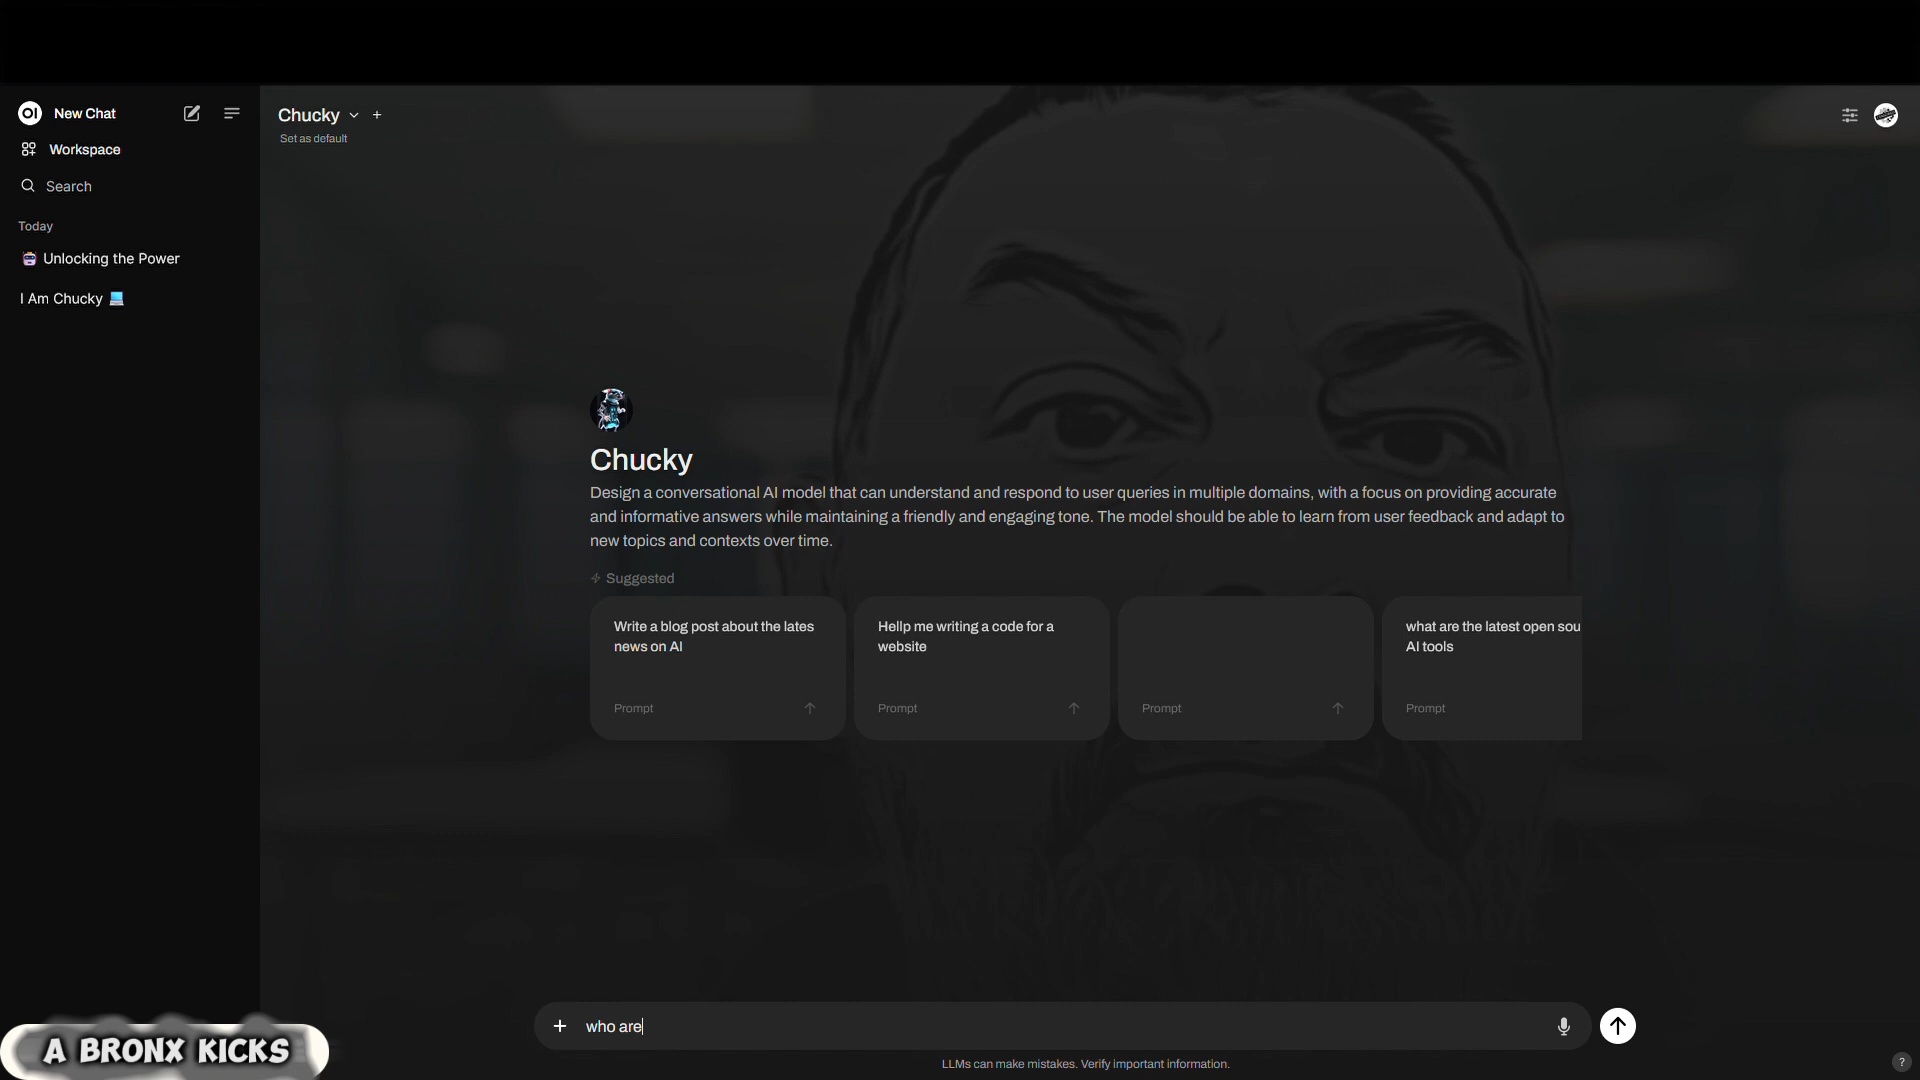 OI New Chat
Workspace
Search
Today
Unlocking the Power
I Am Chucky
Chucky
Set as default
Chucky
Design a conversational AI model that can understand and respond to user queries in multiple domains, with a focus on providing accurate
and informative answers while maintaining a friendly and engaging tone. The model should be able to learn from user feedback and adapt to
new topics and contexts over time.
Suggested
Write a blog post about the lates
news on AI
Prompt
Hellp me writing a code for a
website
Prompt
Prompt
what are the latest open sou
AI tools
Prompt
who are
LLMs can make mistakes. Verify important information.
?
A BRONX KICKS